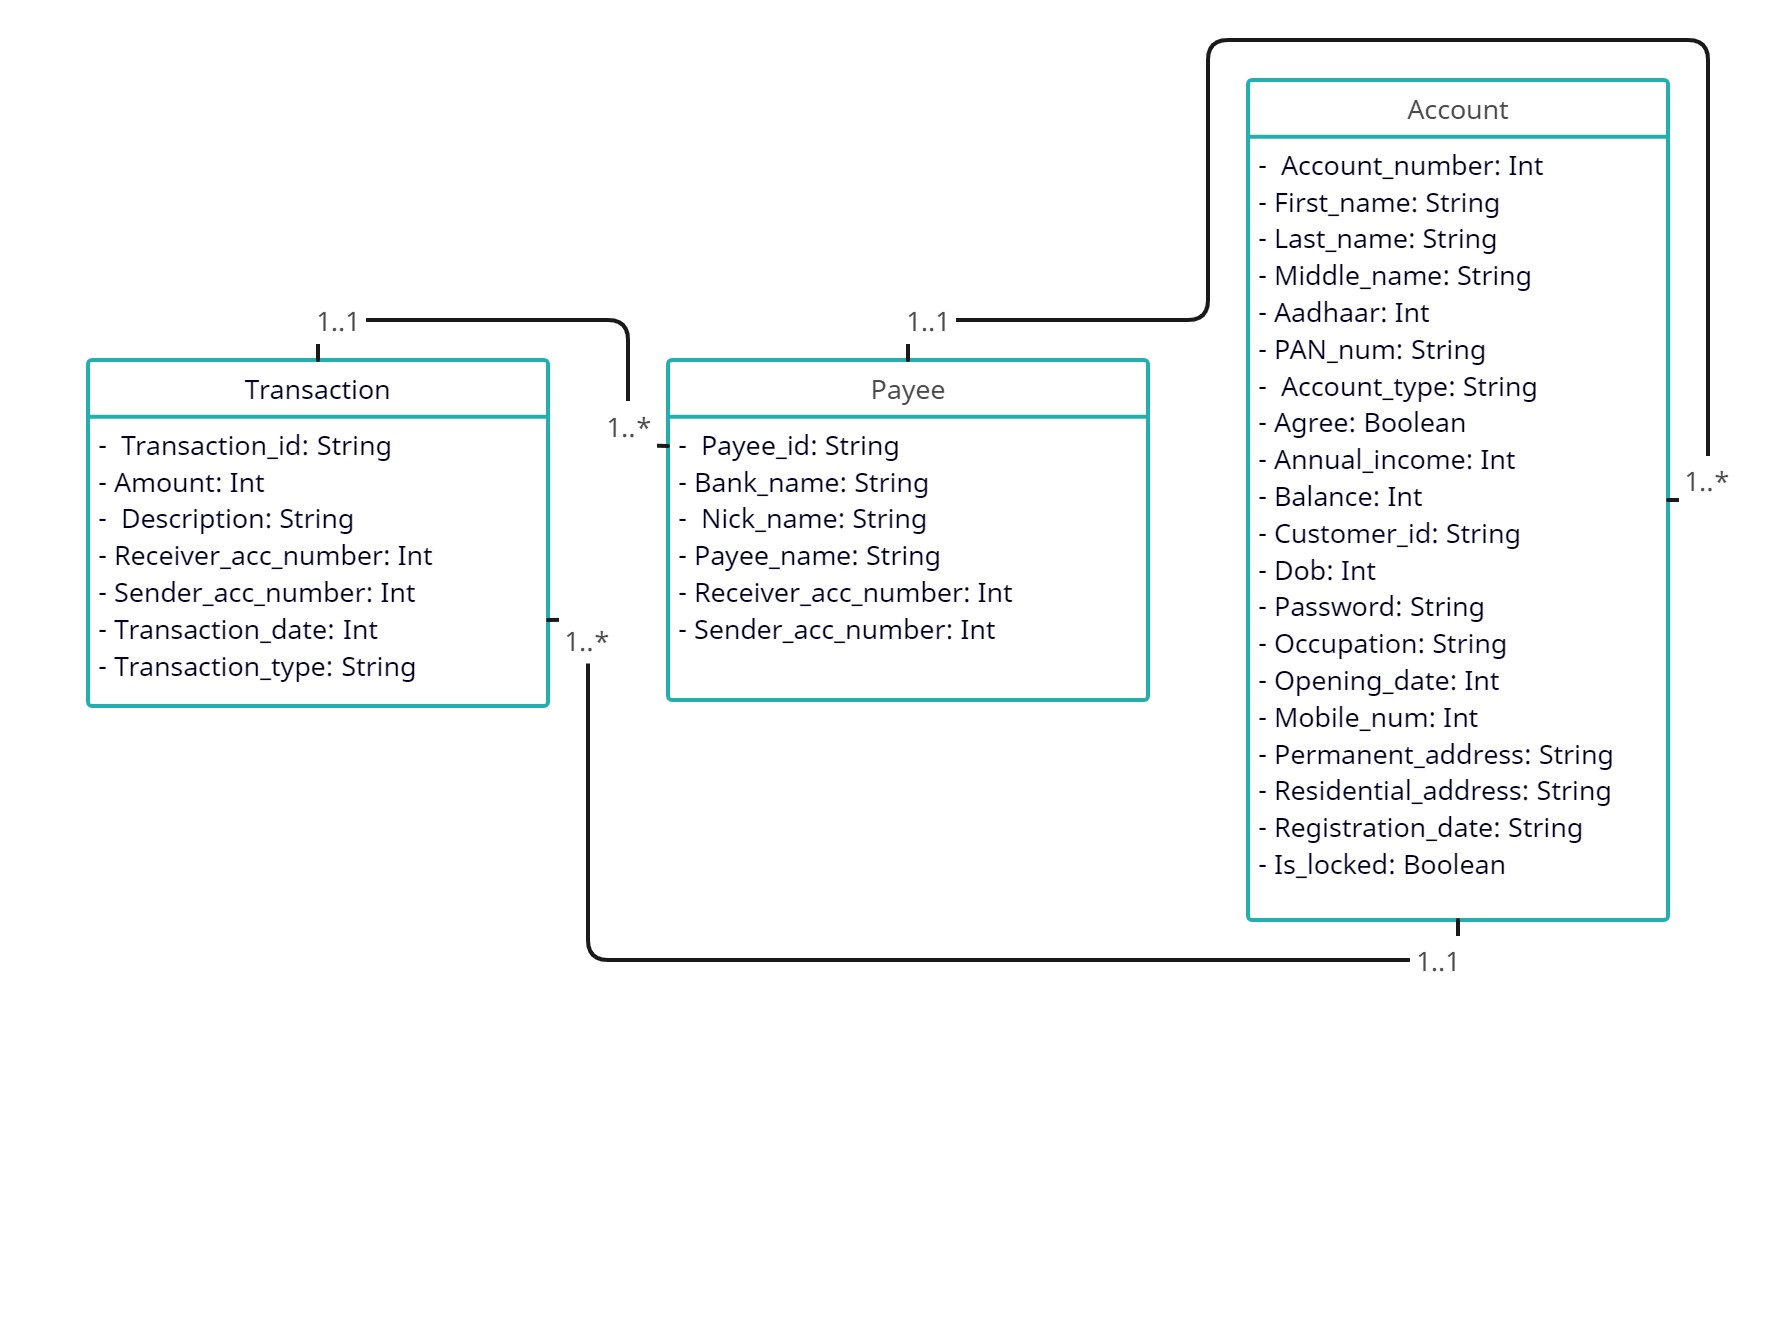 Transaction
-  Transaction_id: String
- Amount: Int
-  Description: String
- Receiver_acc_number: Int
- Sender_acc_number: Int
- Transaction_date: Int
- Transaction_type: String
1..1
1..*
1..*
Payee
-  Payee_id: String
- Bank_name: String
-  Nick_name: String
- Payee_name: String
- Receiver_acc_number: Int
- Sender_acc_number: Int
1..1
Account
-  Account_number: Int
- First_name: String
- Last_name: String
- Middle_name: String
- Aadhaar: Int
- PAN_num: String
-  Account_type: String
- Agree: Boolean
- Annual_income: Int
- Balance: Int
- Customer_id: String
- Dob: Int
- Password: String
- Occupation: String
- Opening_date: Int
- Mobile_num: Int
- Permanent_address: String
- Residential_address: String
- Registration_date: String
- Is_locked: Boolean
1..*
1..1